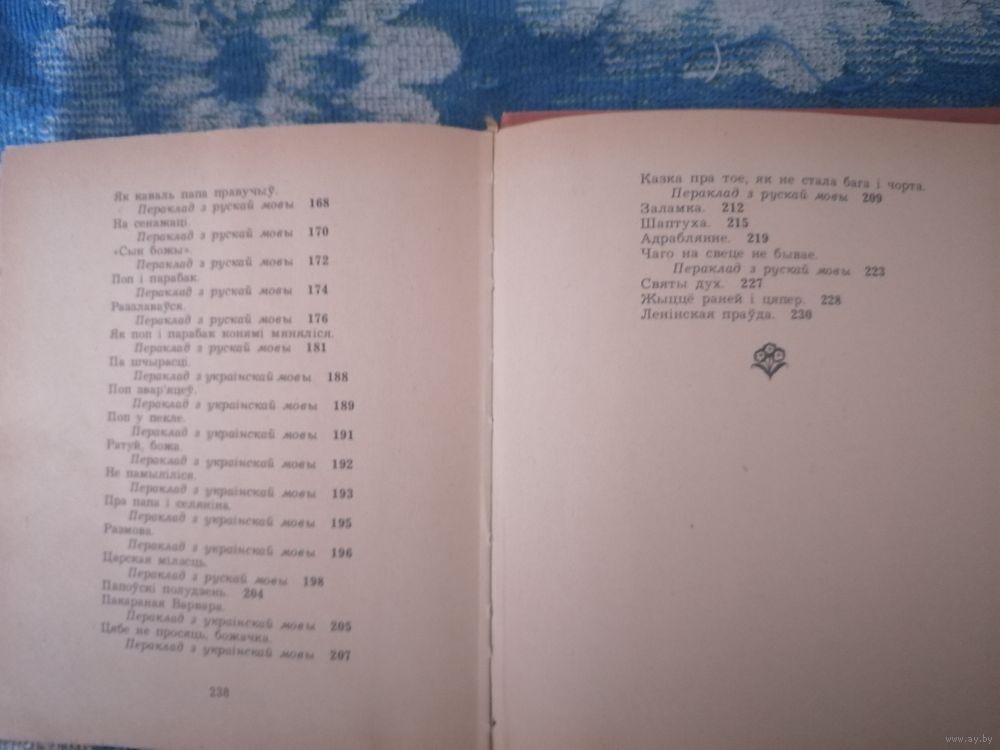 Як каваль папа правучыў.
Пераклад з рускай мовы 168
На сенажаці.
Пераклад з рускай мовы 170
«Сын божы».
Пераклад з рускай мовы 172
Поп і парабак.
Пераклад з рускай мовы 174
Раззлаваўся.
Пераклад з рускай мовы 176
Як поп і парабак конямі мяняліся.
Пераклад з рускай мовы 181
Па шчырасці.
Пераклад з украінскай мовы 188
Поп звар'яцеў.
Пераклад з украінскай мовы 189
Поп у пекле.
Пераклад з украінскай мовы 191
Ратуй, божа.
Пераклад з украінскай мовы 192
Не памыліліся.
Пераклад з украінскай мовы 193
Пра папа і селяніна.
Пераклад з украінскай мовы 195
Размова.
Пераклад з украінскай мовы 196
Царская міласць.
Пераклад з рускай мовы 198
Папоўскі полудзень. 204
Пакараная Варвара.
Пераклад з украінскай мовы 205
Цябе не просяць, божачка.
Пераклад з украінскай мовы 207
238
Казка пра тое, як не стала бага і чорта.
Пераклад з рускай мовы 209
Заламка. 212
Шаптуха. 215
Адрабляние. 219
Чаго на свеце не бывае.
Пераклад з рускай мовы 223
Святы дух. 227
Жыццё раней і цяпер. 228
Ленінская праўда. 230
www.ay.by